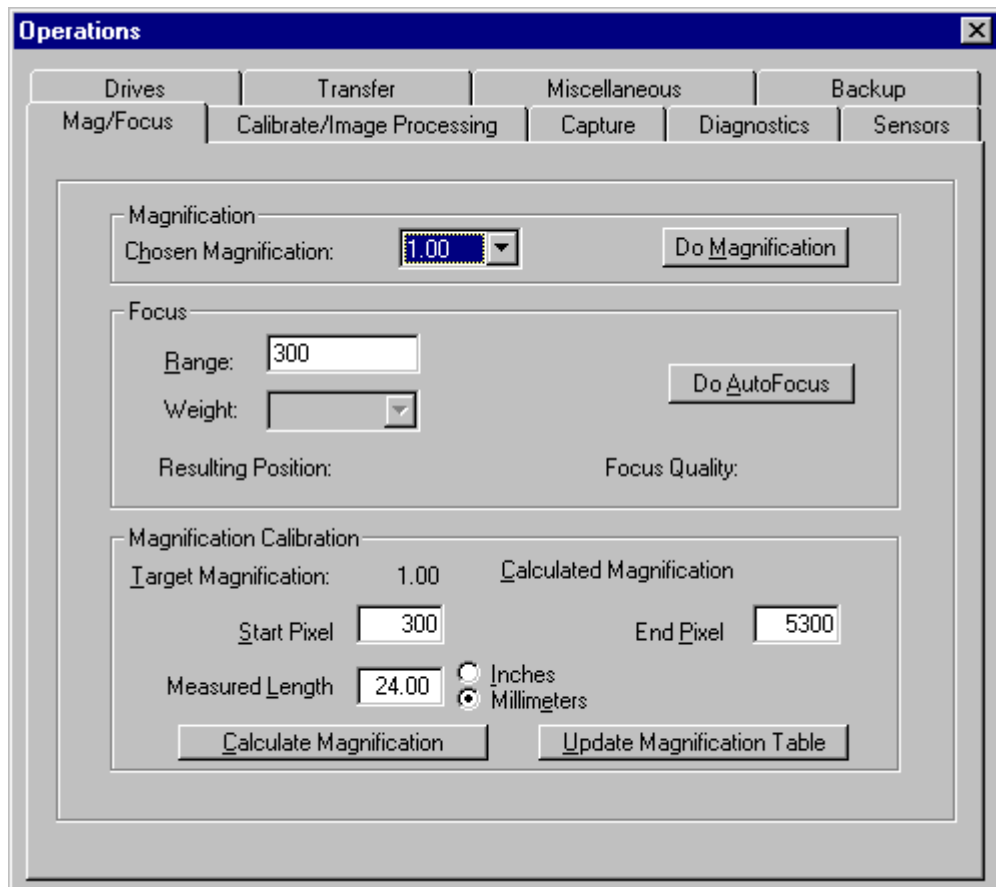 Operations
Drives Transfer Miscellaneous Backup
Mag/Focus Calibrate/Image Processing Capture Diagnostics Sensors
Magnification
Chosen Magnification: 1.00 Do Magnification
Focus
Range: 300
Do AutoFocus
Weight:
Resulting Position: Focus Quality:
Magnification Calibration
Target Magnification: 1.00 Calculated Magnification
Start Pixel 300 End Pixel 5300
Measured Length 24.00 Inches
Millimeters
Calculate Magnification Update Magnification Table